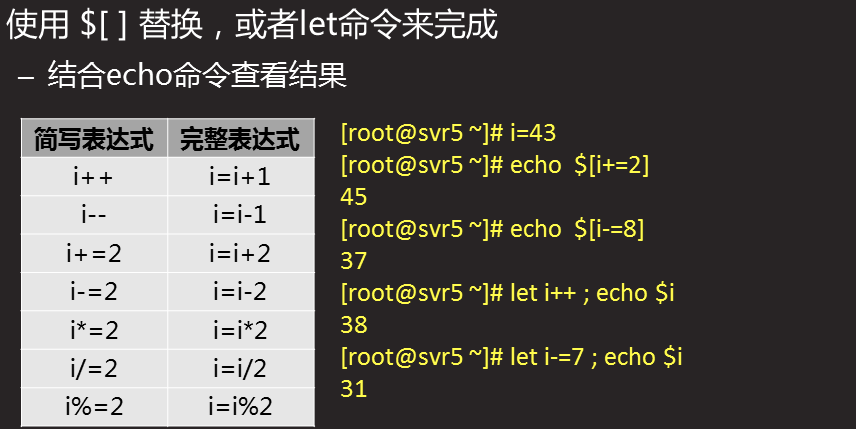 使用 $[ ] 替换，或者let命令来完成
– 结合echo命令查看结果
简写表达式 完整表达式
i++ i=i+1
i-- i=i-1
i+=2 i=i+2
i-=2 i=i-2
i*=2 i=i*2
i/=2 i=i/2
i%=2 i=i%2
[root@svr5 ~]# i=43
[root@svr5 ~]# echo $[i+=2]
45
[root@svr5 ~]# echo $[i-=8]
37
[root@svr5 ~]# let i++ ; echo $i
38
[root@svr5 ~]# let i-=7 ; echo $i
31